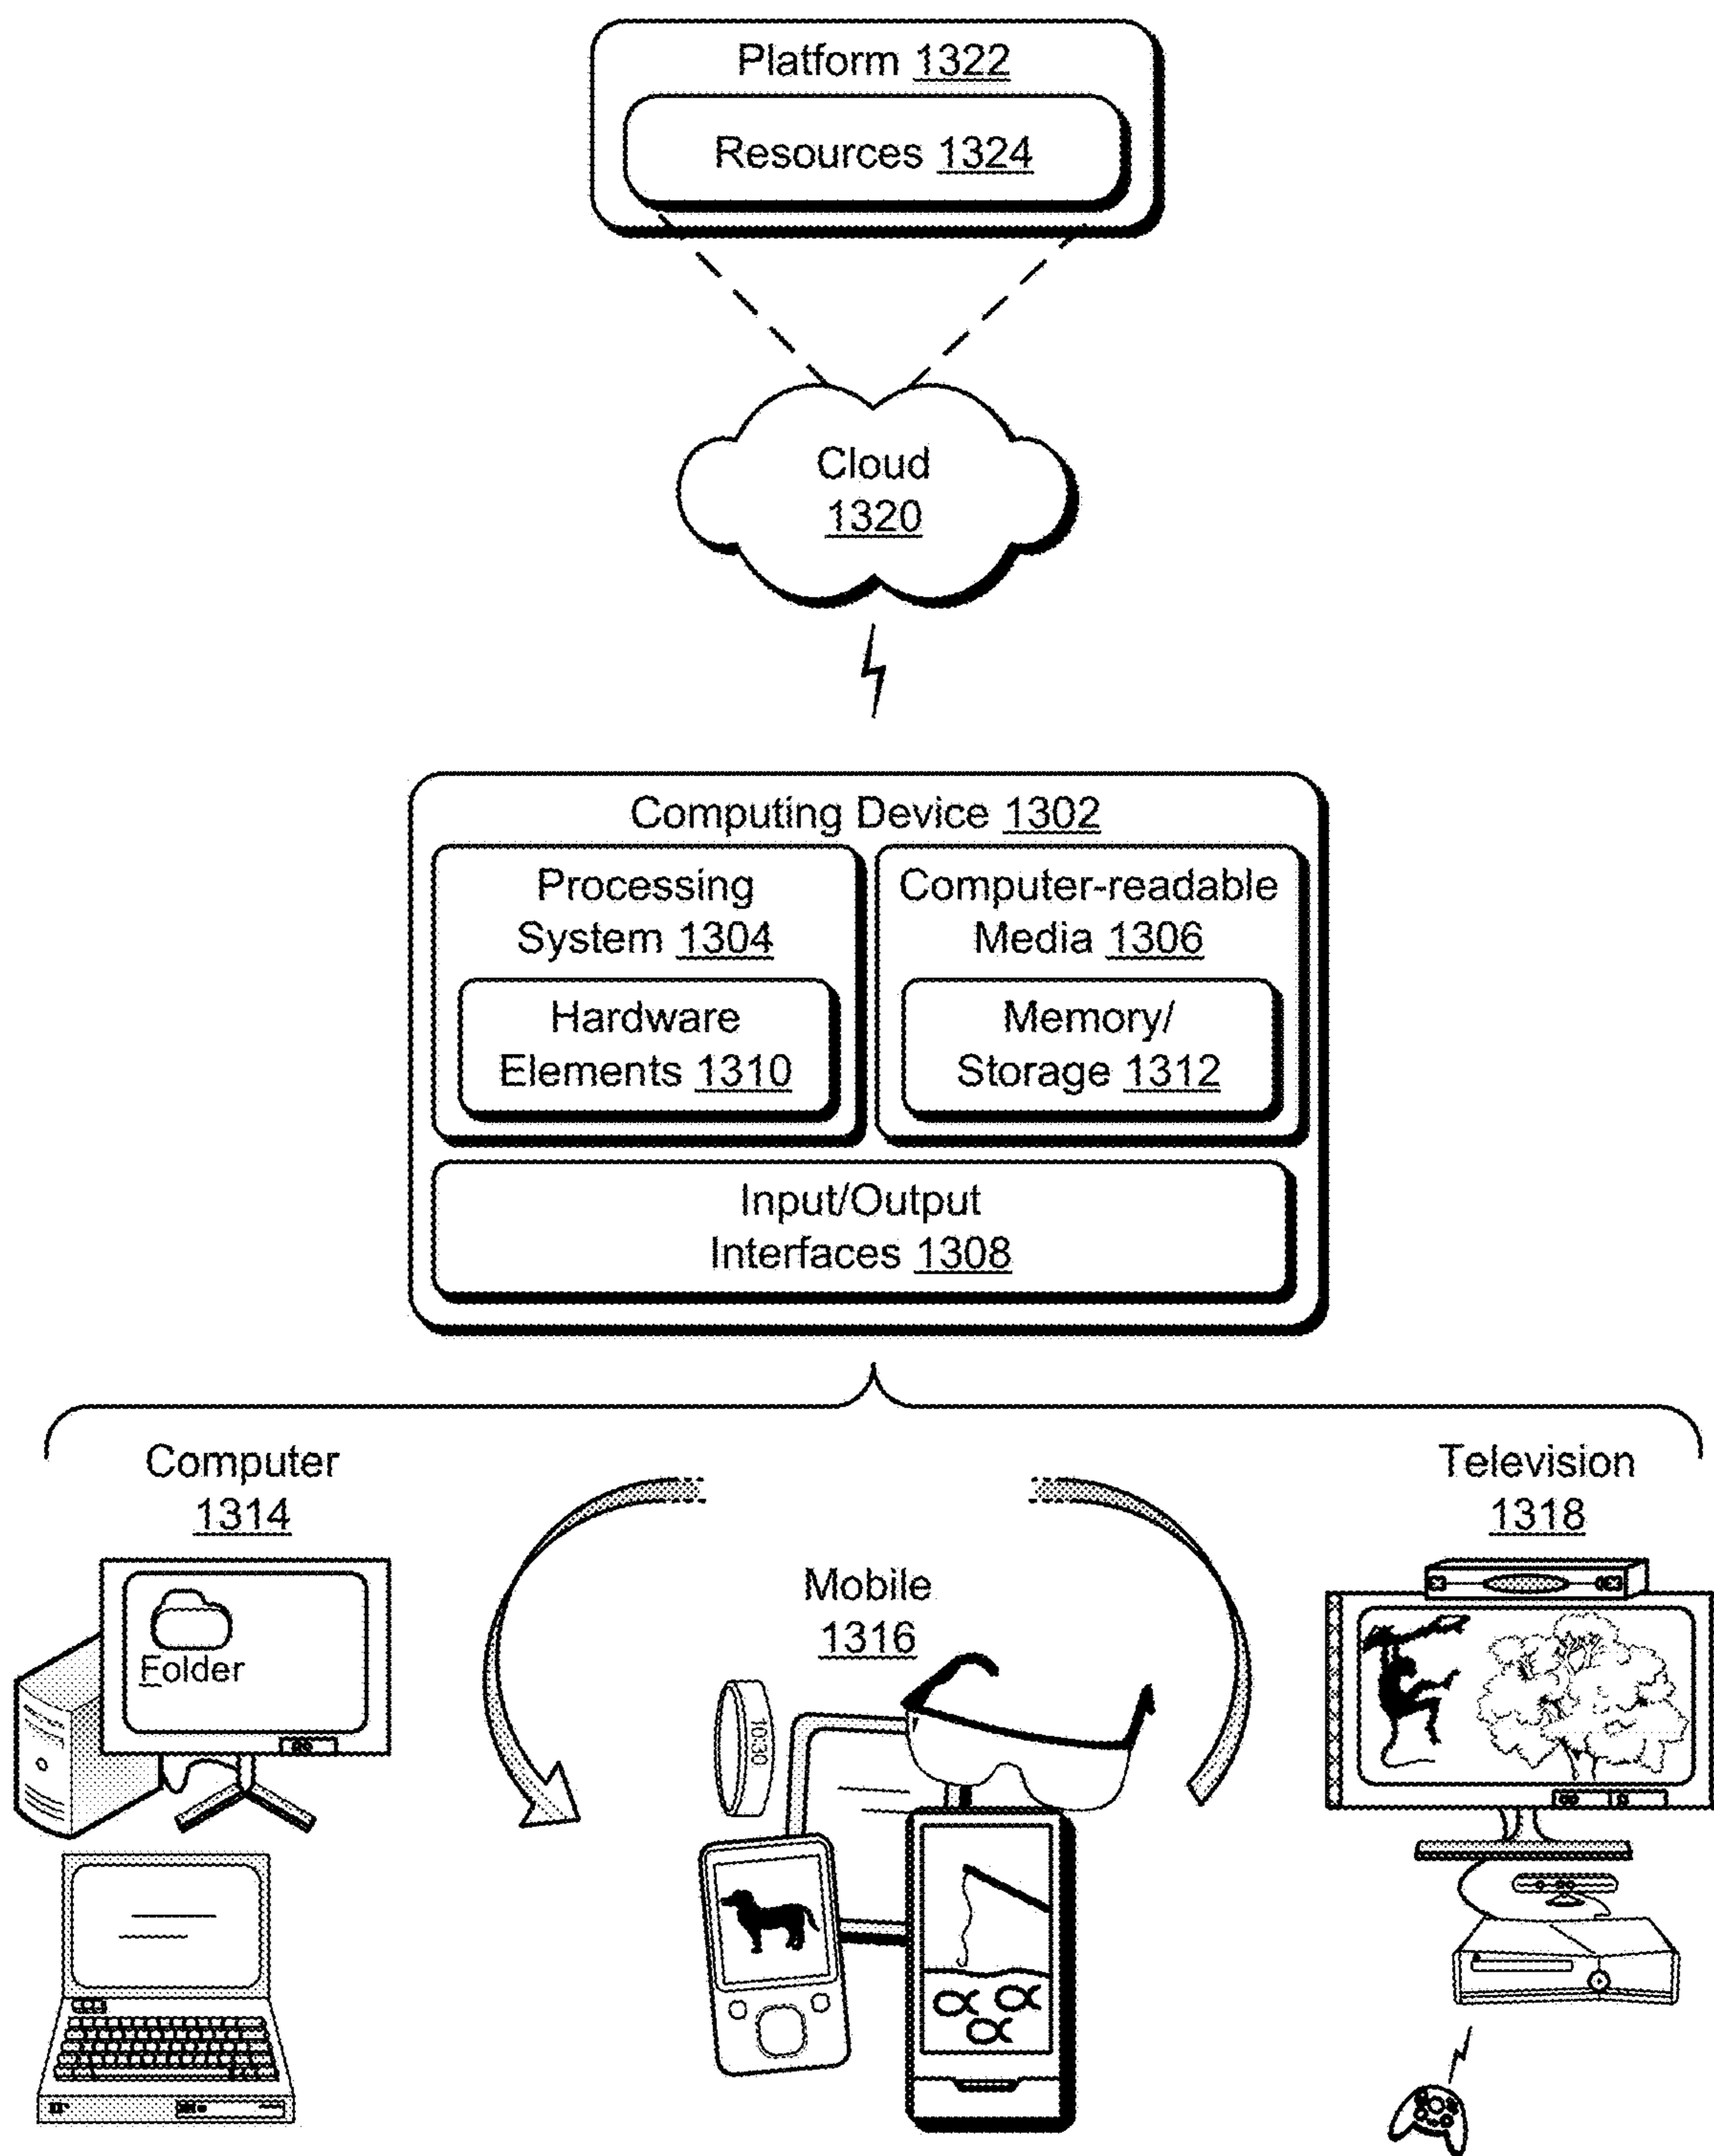 Platform 1322
Resources 1324
Cloud
1320
Computing Device 1302
Processing
System 1304
Hardware
Elements 1310
Computer-readable
Media 1306
Memory/
Storage 1312
Input/Output
Interfaces 1308
Computer
1314
Folder
Mobile
1316
10:30
Television
1318